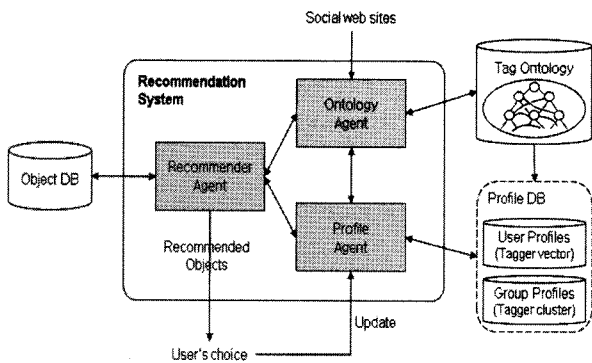 Social web sites
Recommendation
System
Tag Ontology
Ontology
Agent
Object DB
Recommender
Agent
Profile DB
Recommended
Objects
Profile
Agent
User Profiles
(Tagger vector)
Group Profiles
(Tagger cluster)
Update
User's choice